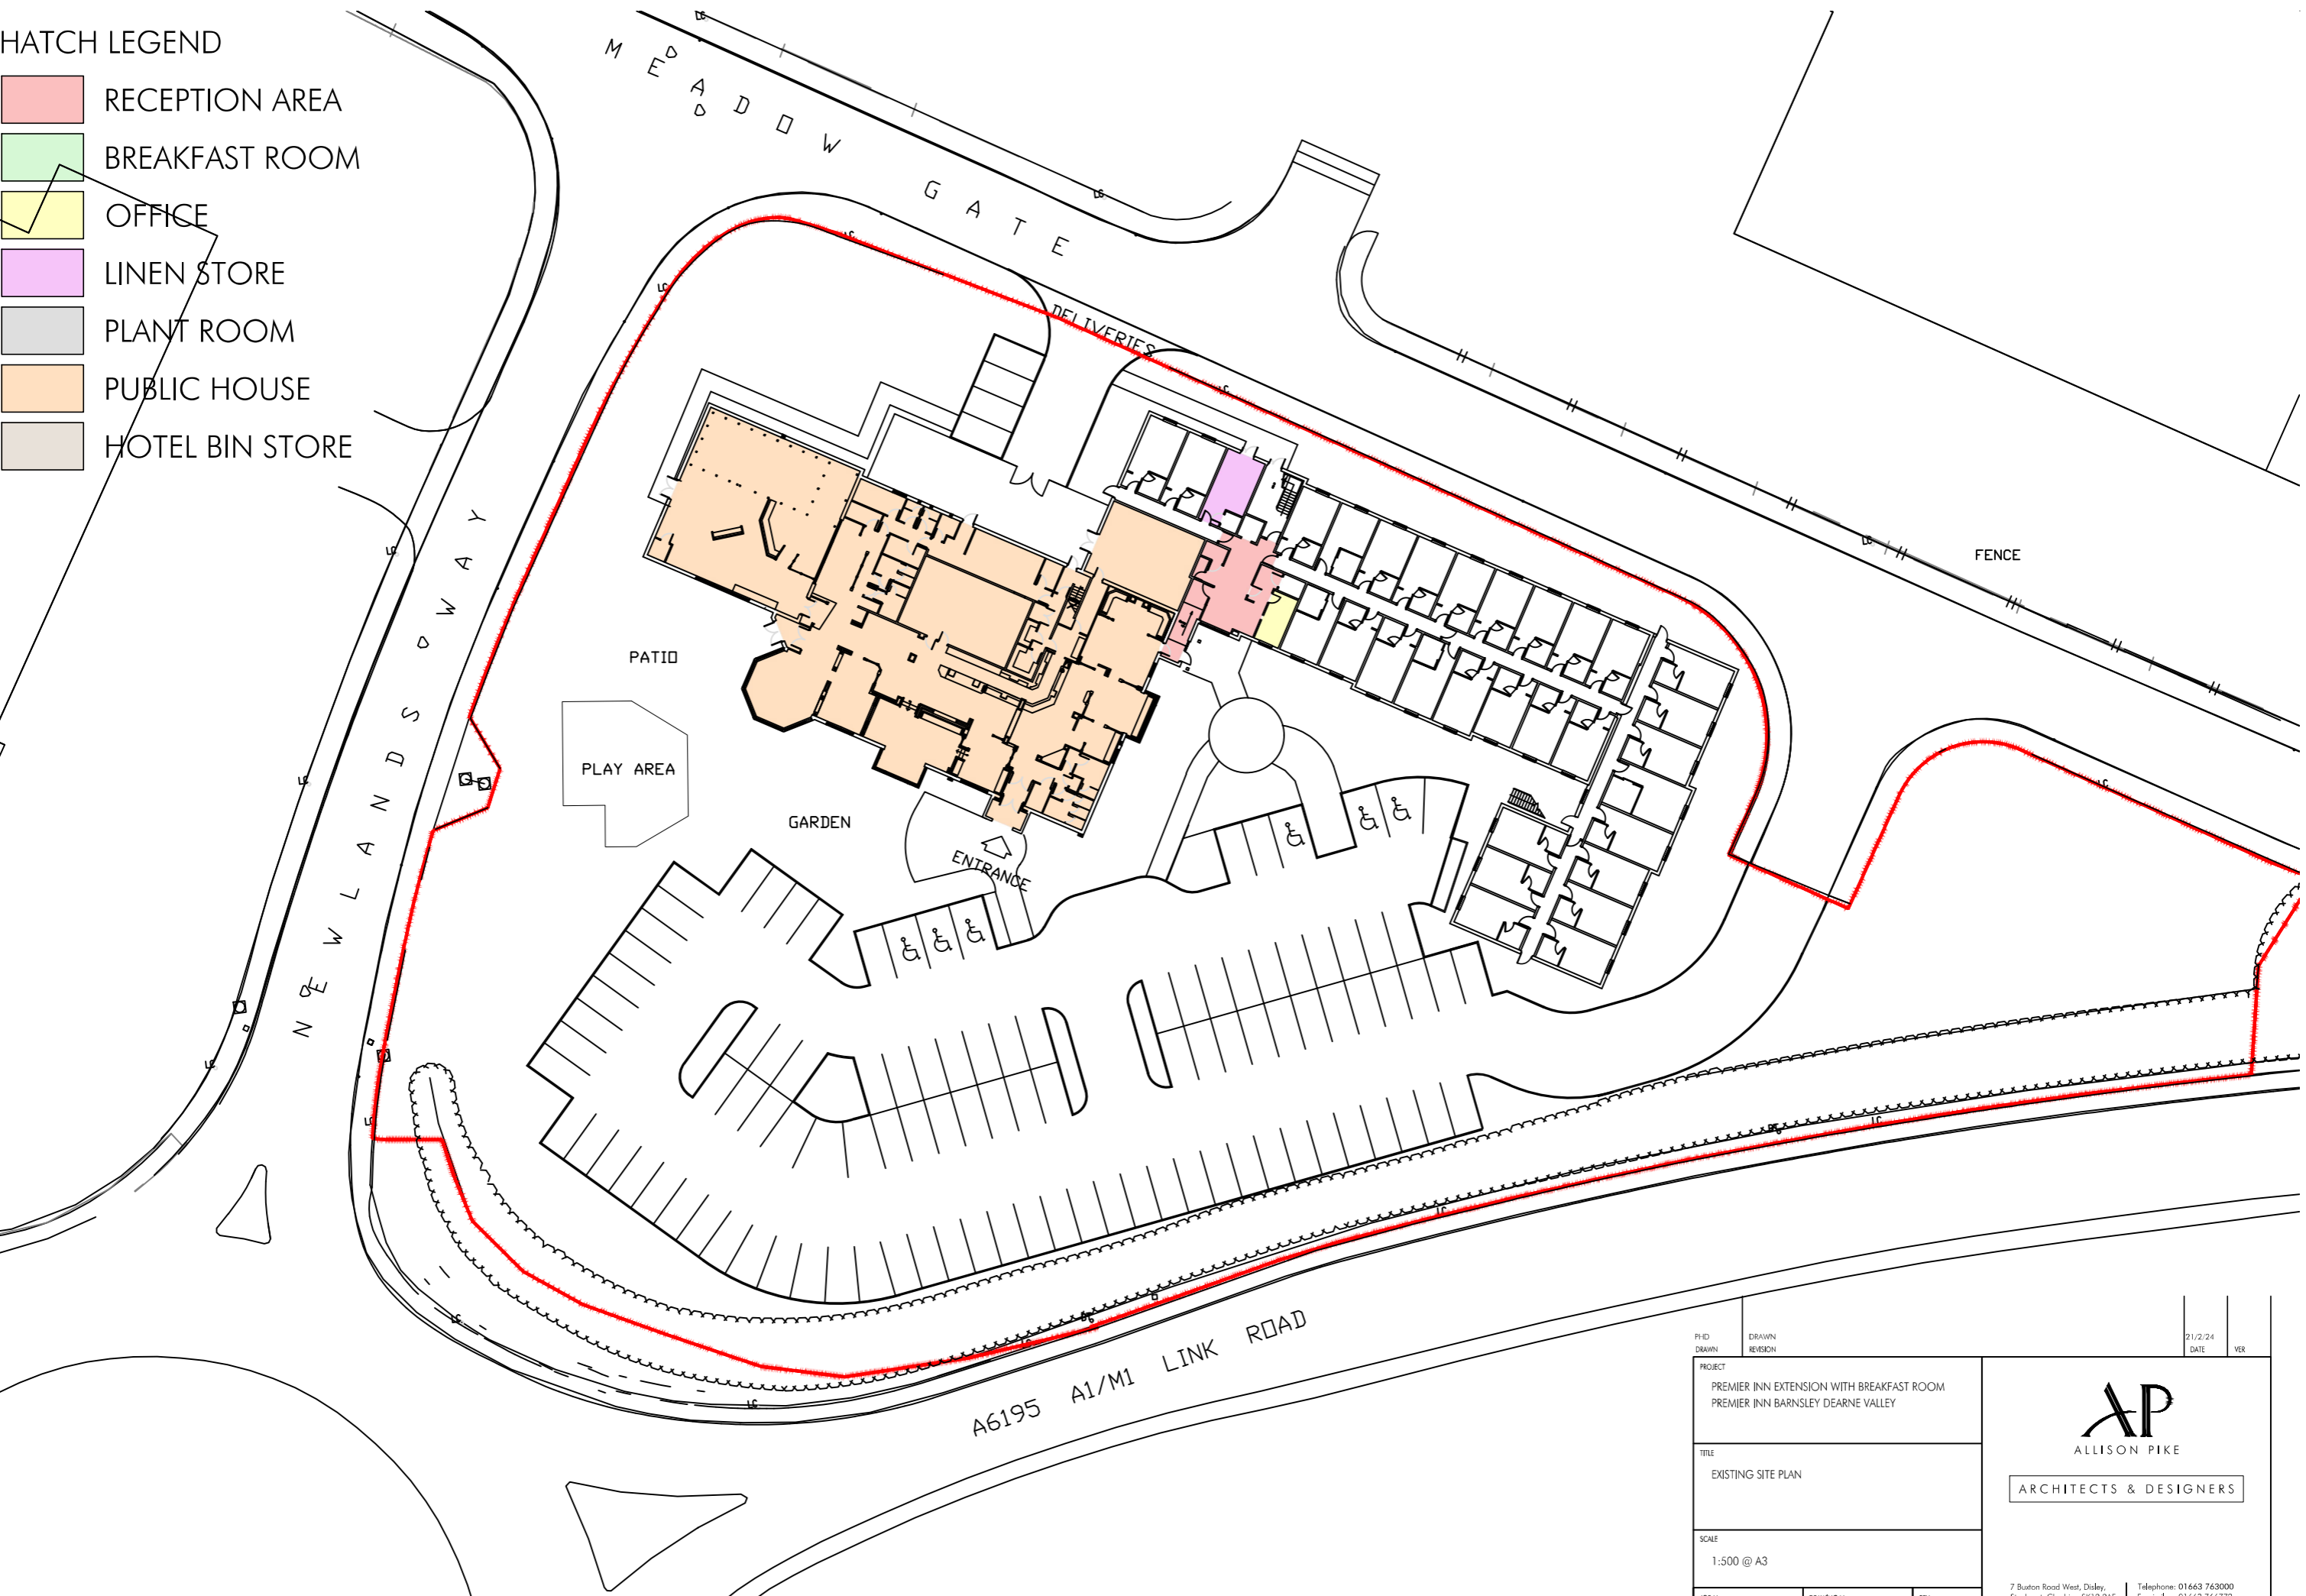 HATCH LEGEND
RECEPTION AREA
BREAKFAST ROOM
OFFICE
LINEN STORE
PLANT ROOM
PUBLIC HOUSE
HOTEL BIN STORE
MEADOW GATE
DELIVERIES
FENCE
NEWLANDS WAY
PATIO
PLAY AREA
GARDEN
ENTRANCE
A6195 A1/M1 LINK ROAD
PHD DRAWN 21/2/24
DRAWN REVISION DATE VER
PROJECT
PREMIER INN EXTENSION WITH BREAKFAST ROOM
PREMIER INN BARNSLEY DEARNE VALLEY
TITLE
EXISTING SITE PLAN
SCALE
1:500 @ A3
AP
ALLISON PIKE
ARCHITECTS & DESIGNERS
7 Buxton Road West, Disley,
Telephone: 01663 763000